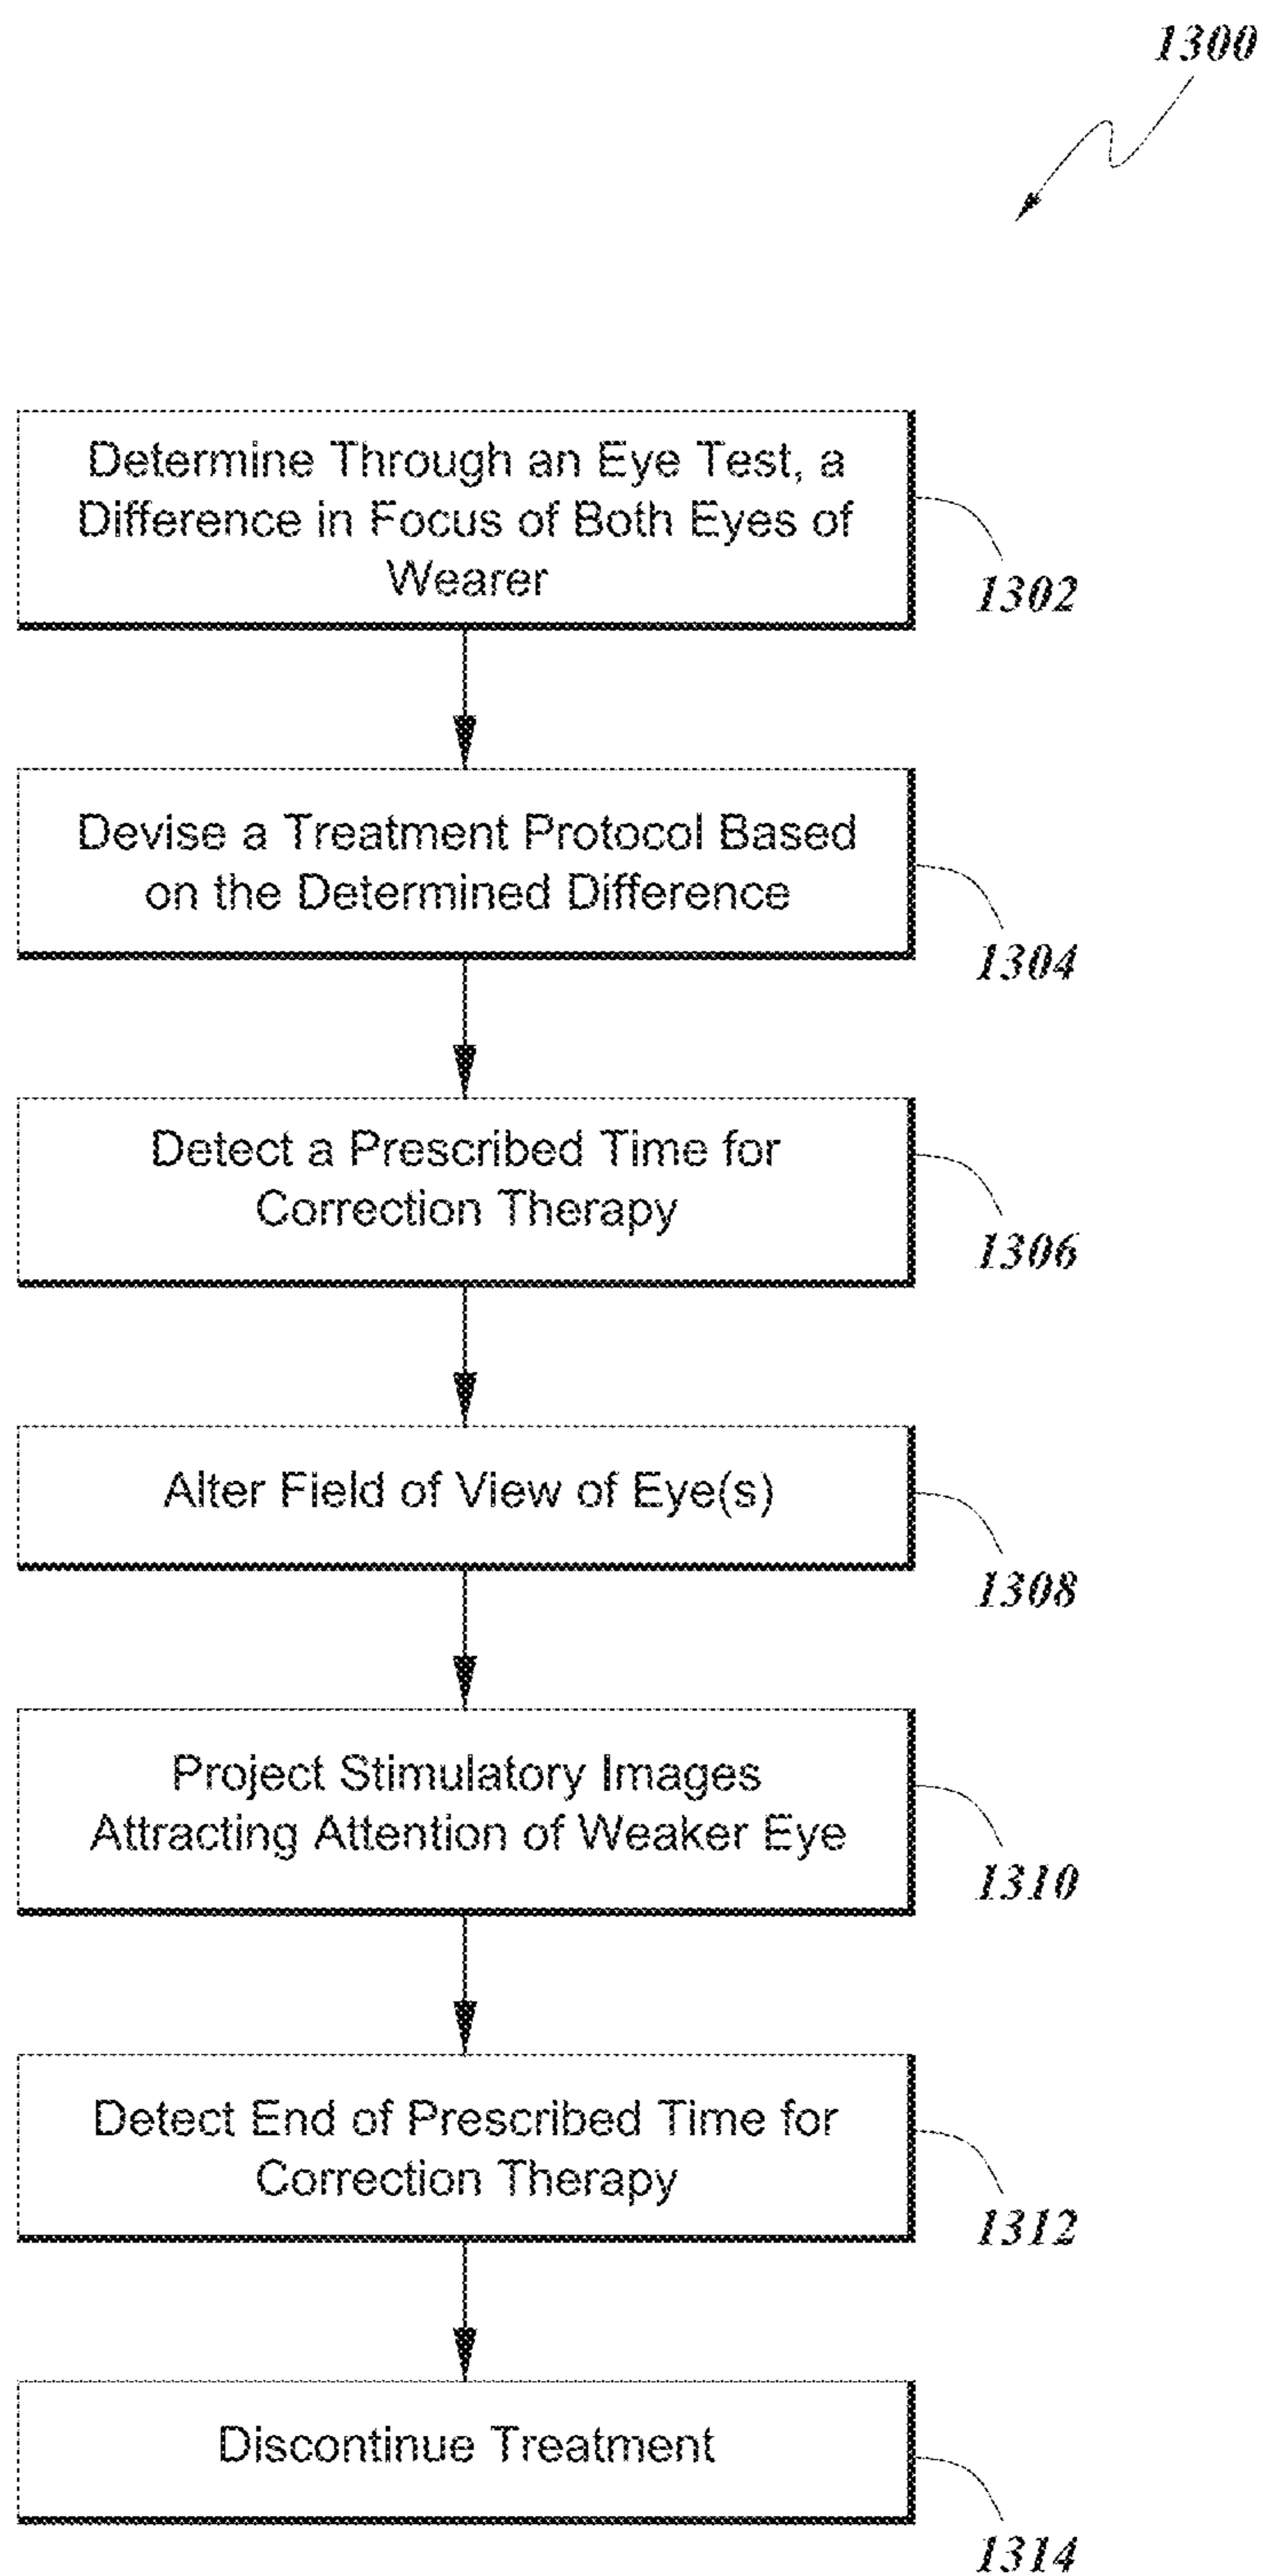 1300
Determine Through an Eye Test, a
Difference in Focus of Both Eyes of
Wearer
1302
Devise a Treatment Protocol Based
on the Determined Difference
1304
Detect a Prescribed Time for
Correction Therapy
1306
Alter Field of View of Eye(s)
1308
Project Stimulatory Images
Attracting Attention of Weaker Eye
1310
Detect End of Prescribed Time for
Correction Therapy
1312
Discontinue Treatment
1314